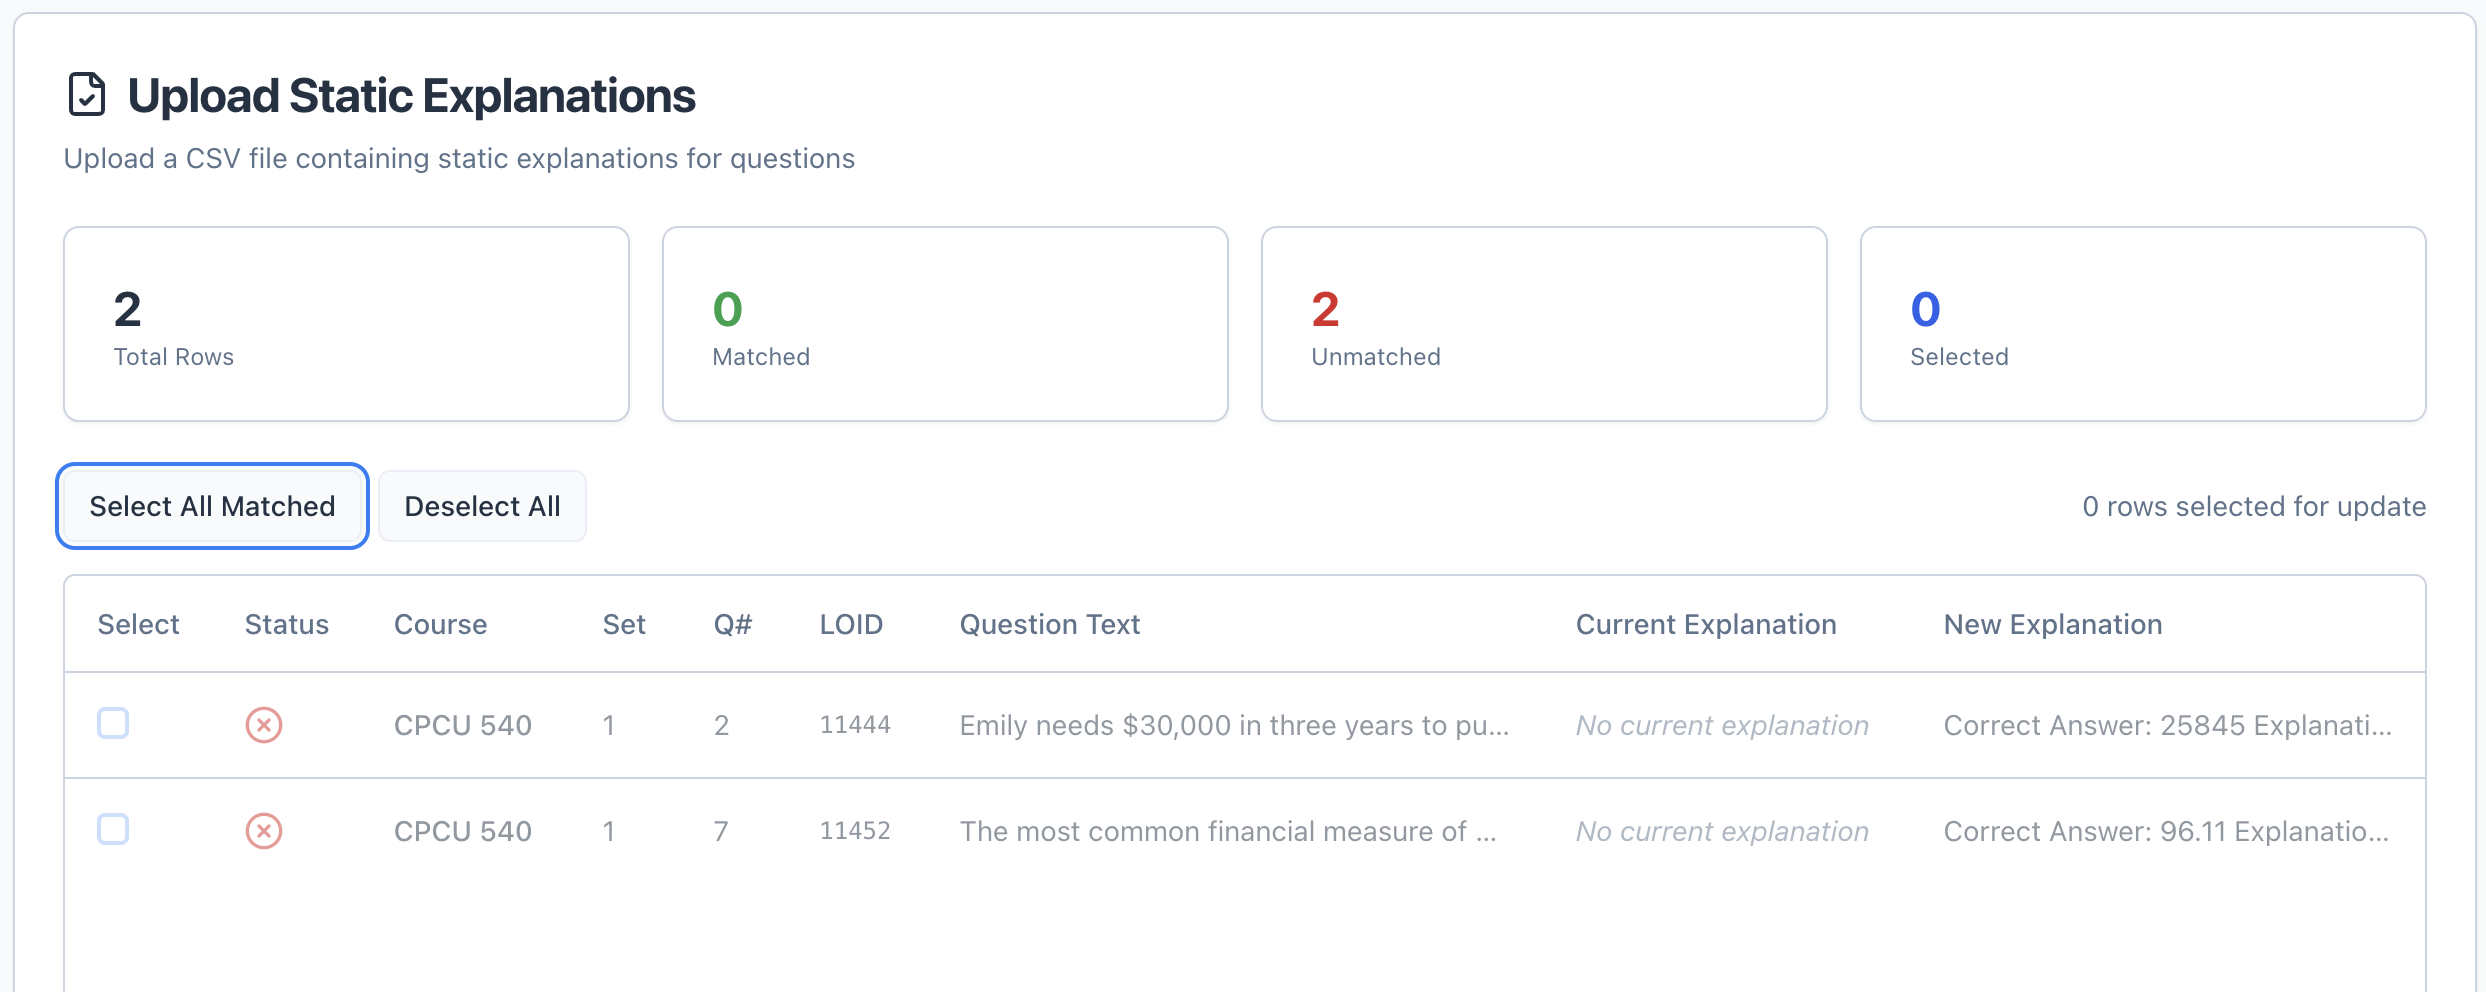 Upload Static Explanations
Upload a CSV file containing static explanations for questions
2
Total Rows
0
Matched
2
Unmatched
0
Selected
Select All Matched
Deselect All
0 rows selected for update
Select Status Course Set Q# LOID Question Text Current Explanation New Explanation
CPCU 540 1 2 11444 Emily needs $30,000 in three years to pu... No current explanation Correct Answer: 25845 Explanati...
CPCU 540 1 7 11452 The most common financial measure of ... No current explanation Correct Answer: 96.11 Explanatio...